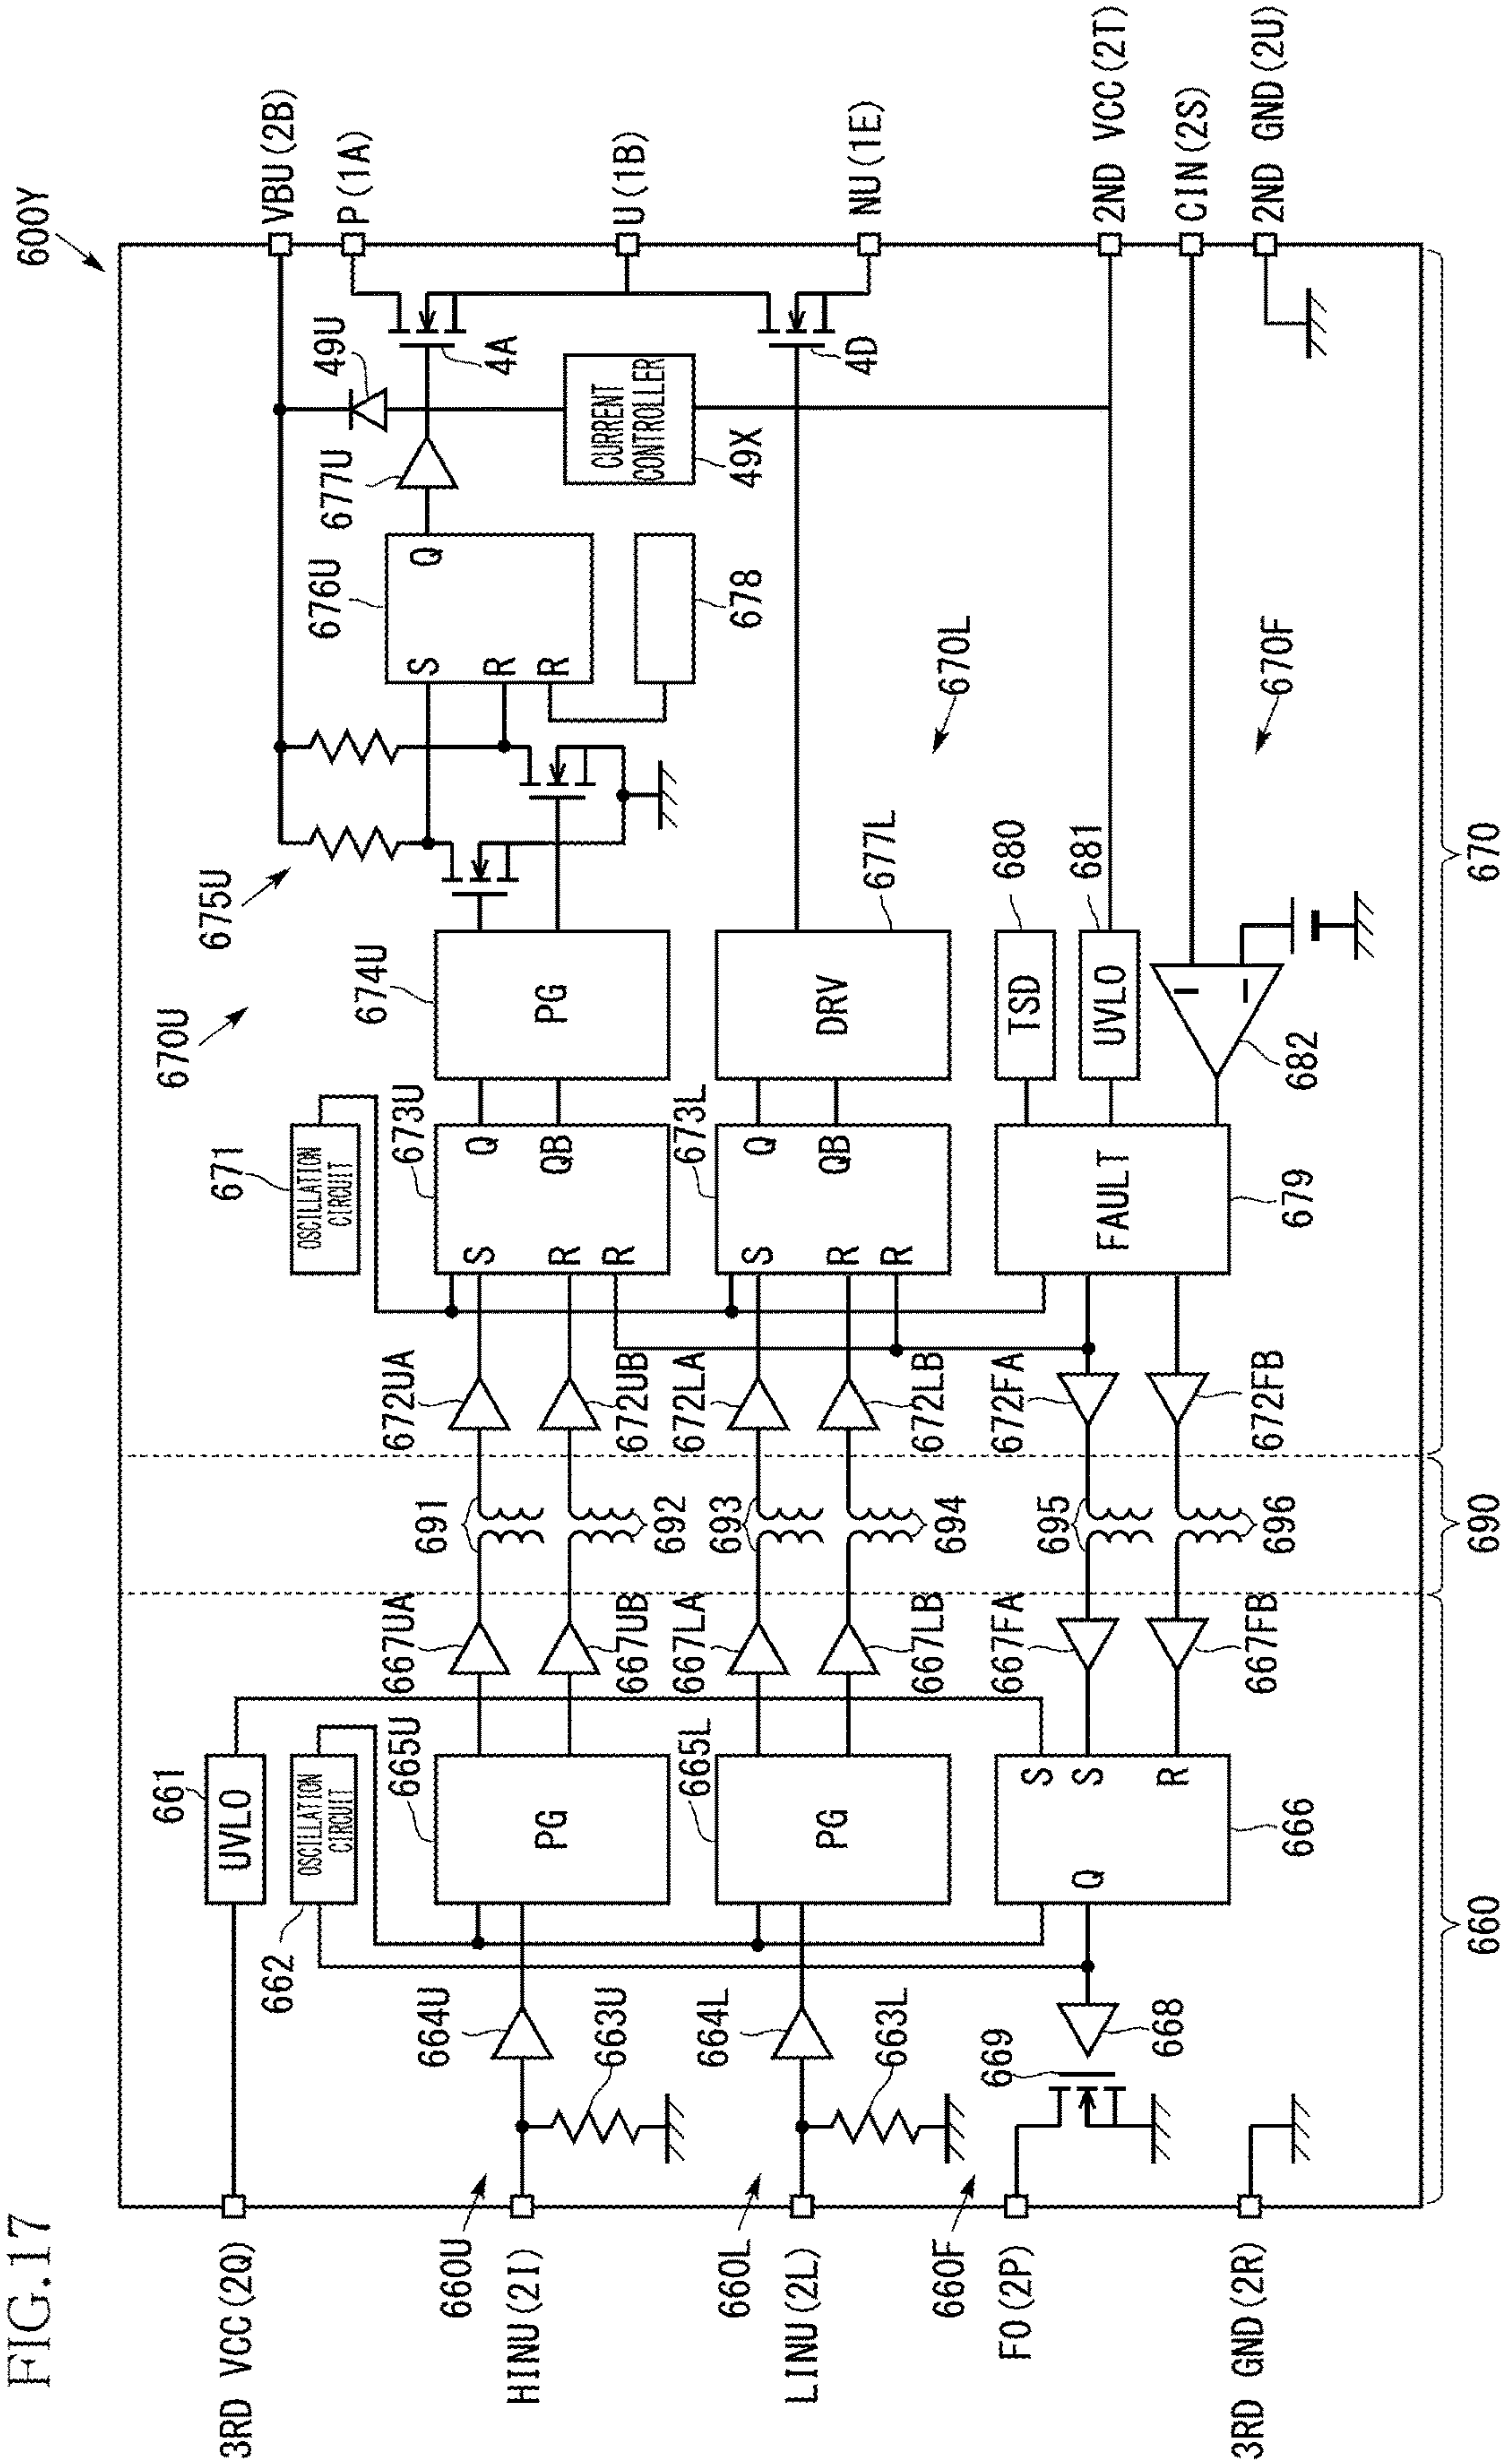 FIG.17
600Y
3RD VCC(2Q)
HINU(2I)
LINU(2L)
FO(2P)
3RD GND(2R)
660U
660L
660F
661
UVLO
662
OSCILLATION
CIRCUIT
664U
663U
664L
663L
665U
PG
665L
PG
S
S
R
Q
666
668
669
667UA
667UB
667LA
667LB
667FA
667FB
691
692
693
694
695
696
672UA
672UB
672LA
672LB
672FA
672FB
671
OSCILLATION
CIRCUIT
673U
S
R
R
Q
QB
673L
S
R
R
Q
QB
FAULT
679
670U
674U
PG
677L
DRV
680
TSD
681
UVLO
682
675U
676U
S
R
R
Q
678
677U
49U
CURRENT
CONTROLLER
49X
4A
4D
670L
670F
VBU(2B)
P(1A)
U(1B)
NU(1E)
2ND VCC(2T)
CIN(2S)
2ND GND(2U)
660
690
670